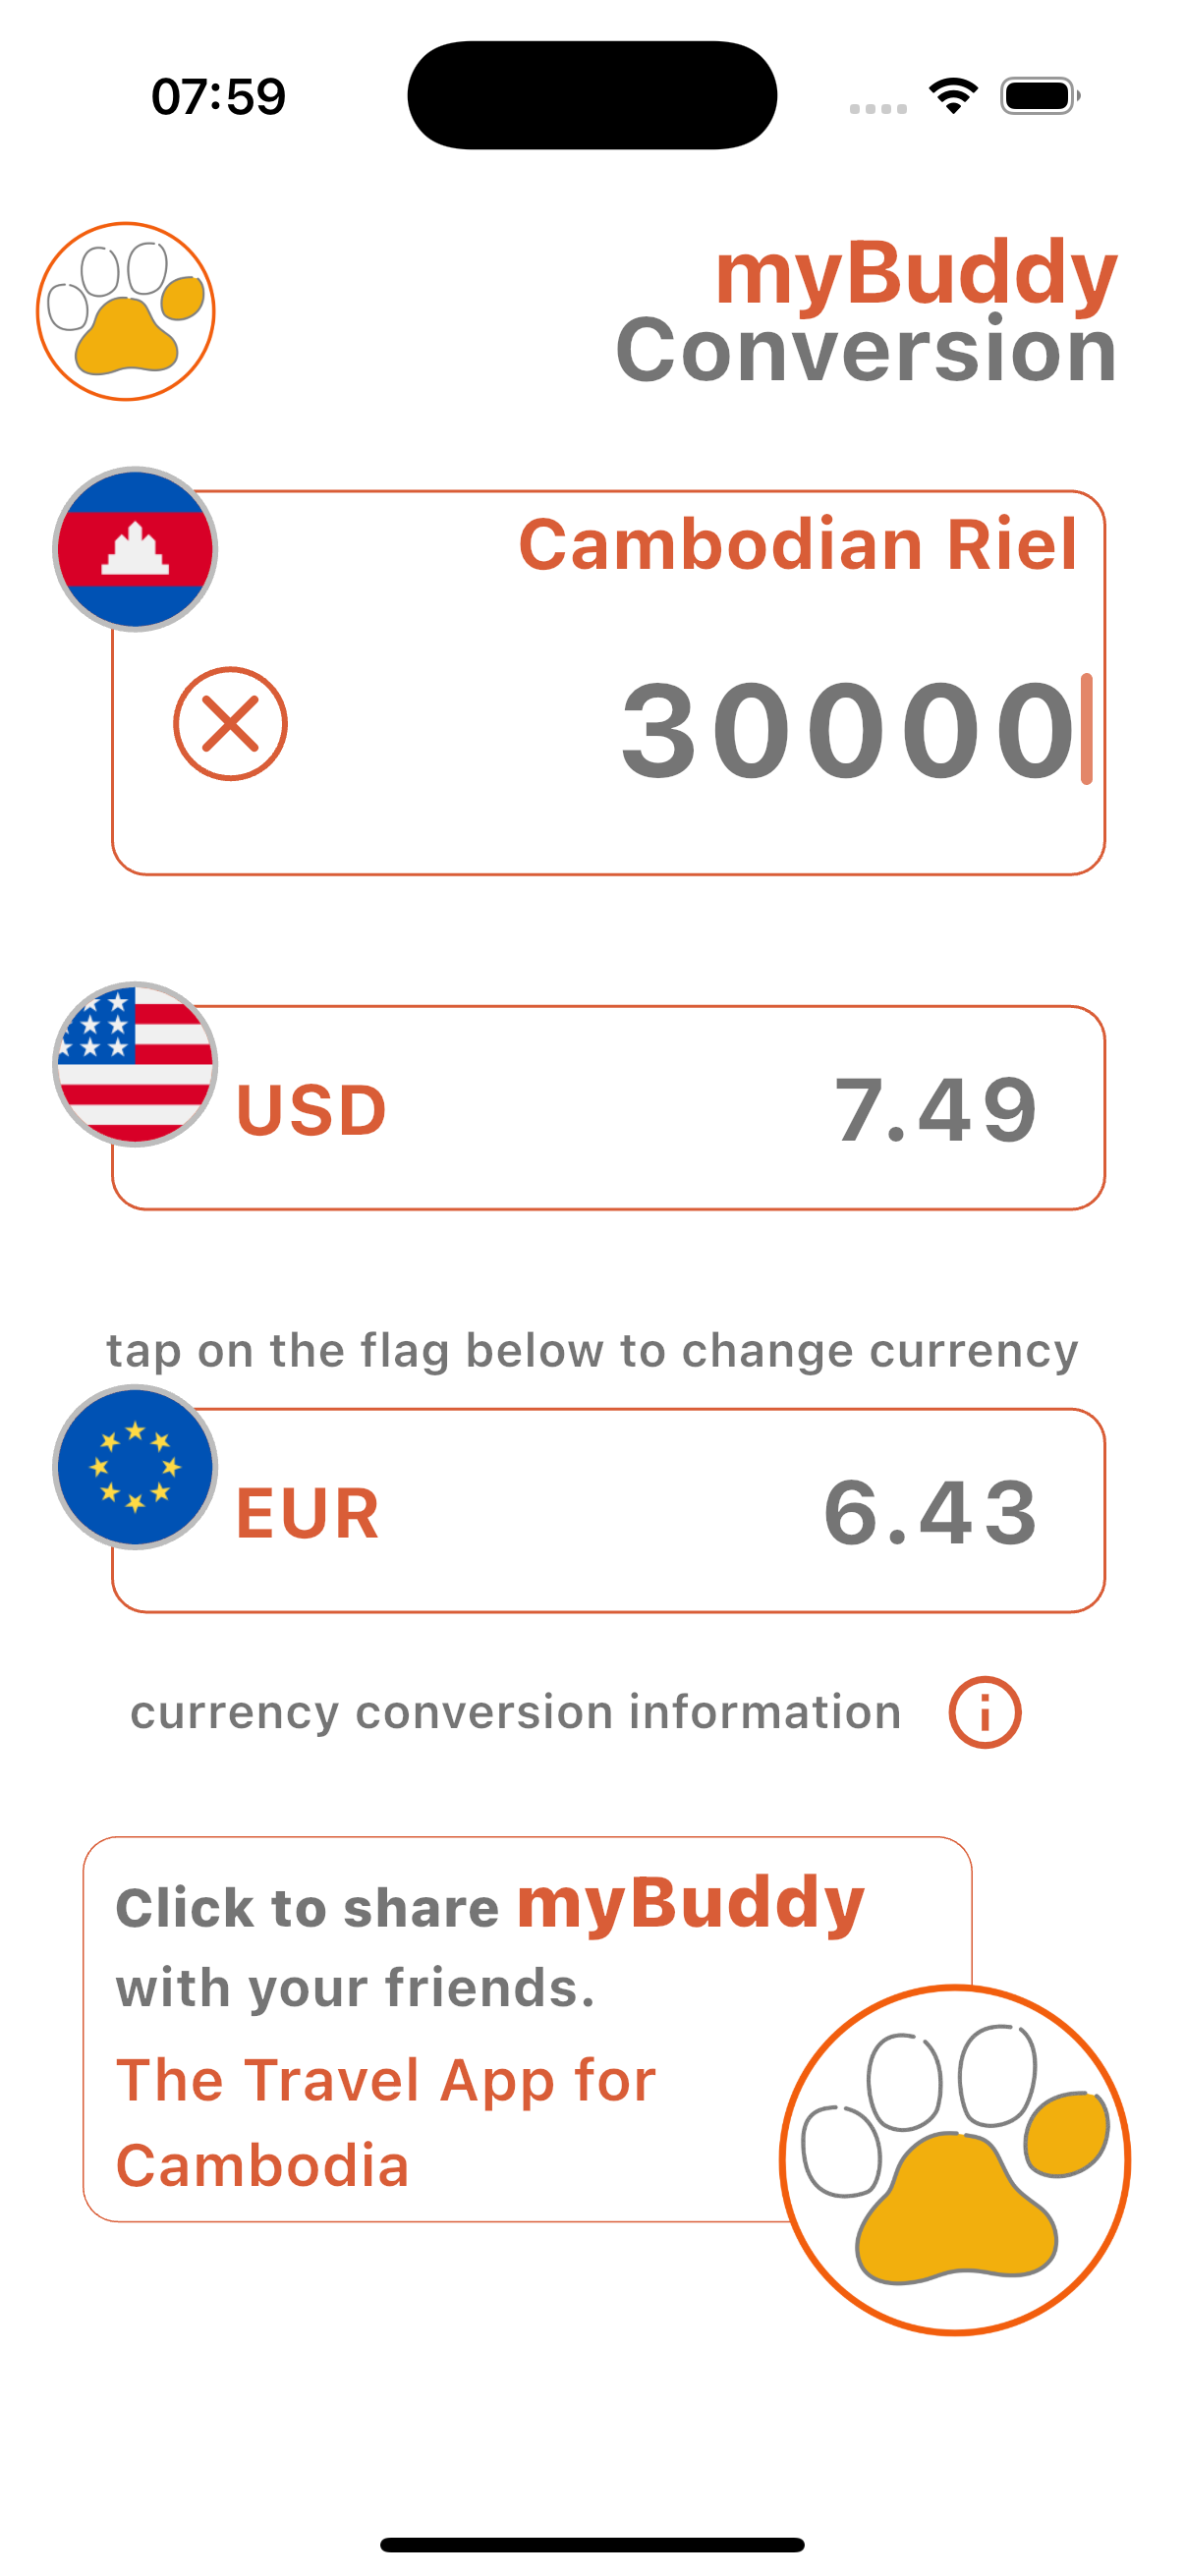 07:59
myBuddy
Conversion
Cambodian Riel
30000
USD
7.49
tap on the flag below to change currency
EUR
6.43
currency conversion information
Click to share myBuddy
with your friends.
The Travel App for
Cambodia